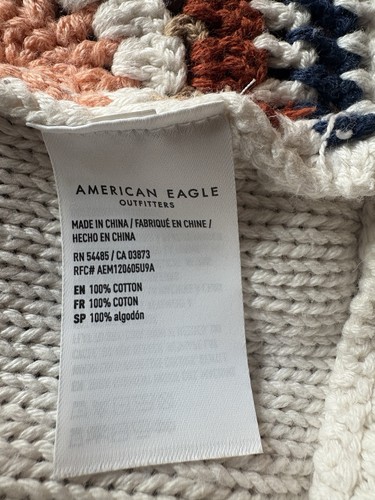 AMERICAN EAGLE
OUTFITTERS
MADE IN CHINA / FABRIQUÉ EN CHINE /
HECHO EN CHINA
RN 54485 / CA 03873
RFC# AEM120605U9A
EN 100% COTTON
FR 100% COTON
SP 100% algodón